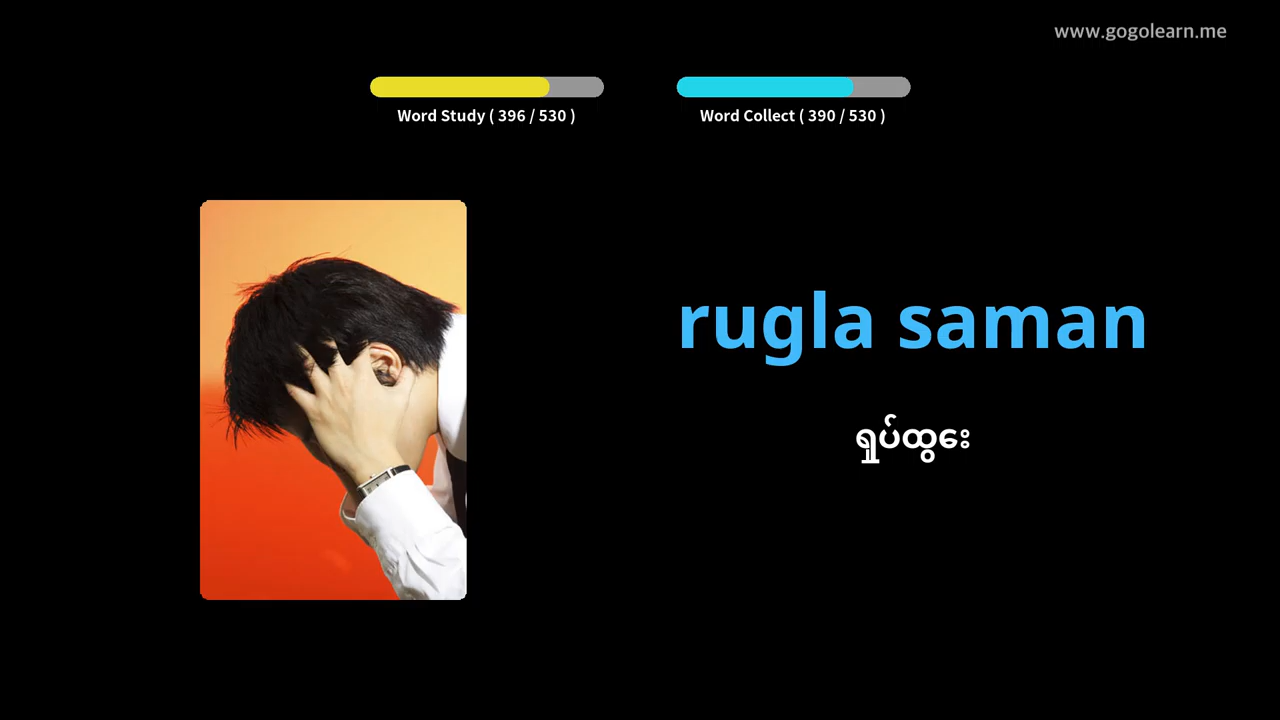 www.gogolearn.me
Word Study ( 396 / 530 )
Word Collect ( 390 / 530 )
rugla saman
ရှုပ်ထွေး